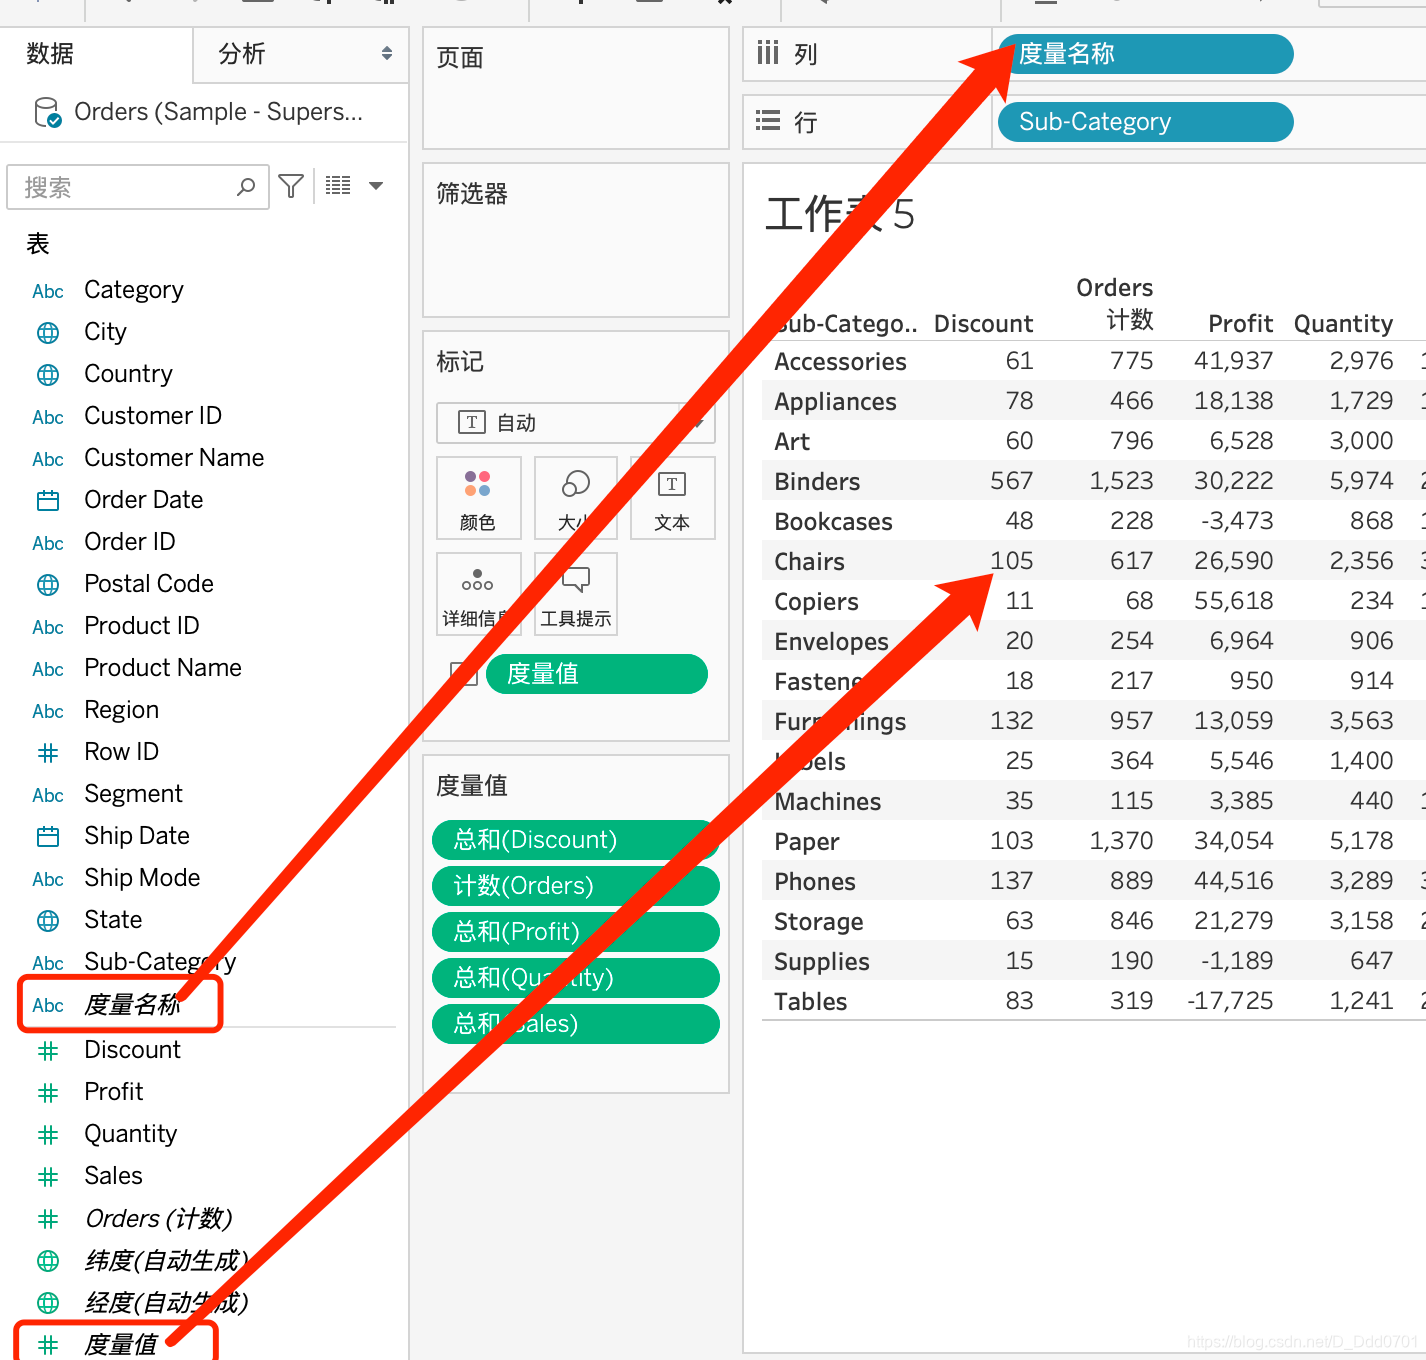 数据
分析
Orders (Sample - Supers...
搜索
表
Abc Category
City
Country
Abc Customer ID
Abc Customer Name
Order Date
Abc Order ID
Postal Code
Abc Product ID
Abc Product Name
Abc Region
Row ID
Abc Segment
Ship Date
Abc Ship Mode
State
Abc Sub-Category
Abc 度量名称
Discount
Profit
Quantity
Sales
Orders (计数)
纬度(自动生成)
经度(自动生成)
度量值
页面
筛选器
标记
T 自动
颜色
大小
T 文本
详细信息
工具提示
度量值
度量值
总和(Discount)
计数(Orders)
总和(Profit)
总和(Quantity)
总和(Sales)
列 度量名称
行 Sub-Category
工作表 5
Orders
Sub-Catego.. Discount 计数 Profit Quantity
Accessories 61 775 41,937 2,976
Appliances 78 466 18,138 1,729
Art 60 796 6,528 3,000
Binders 567 1,523 30,222 5,974
Bookcases 48 228 -3,473 868
Chairs 105 617 26,590 2,356
Copiers 11 68 55,618 234
Envelopes 20 254 6,964 906
Fastene 18 217 950 914
Furnishings 132 957 13,059 3,563
Labels 25 364 5,546 1,400
Machines 35 115 3,385 440
Paper 103 1,370 34,054 5,178
Phones 137 889 44,516 3,289
Storage 63 846 21,279 3,158
Supplies 15 190 -1,189 647
Tables 83 319 -17,725 1,241
https://blog.csdn.net/D_Ddd0701